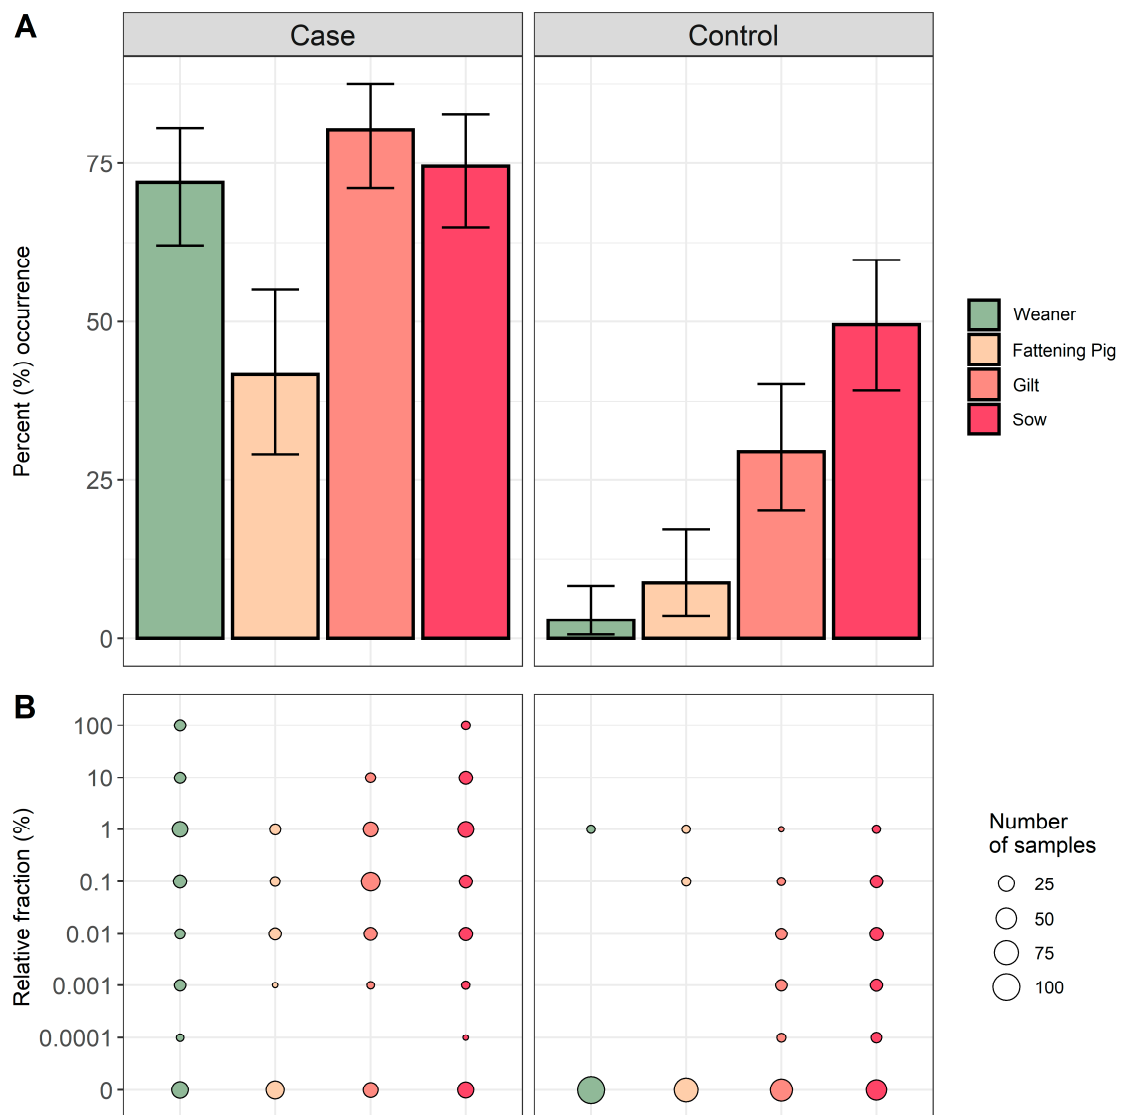 A
Case
Control
Percent (%) occurrence
75
50
25
0
Weaner
Fattening Pig
Gilt
Sow
B
Relative fraction (%)
100
10
1
0.1
0.01
0.001
0.0001
0
Number
of samples
25
50
75
100